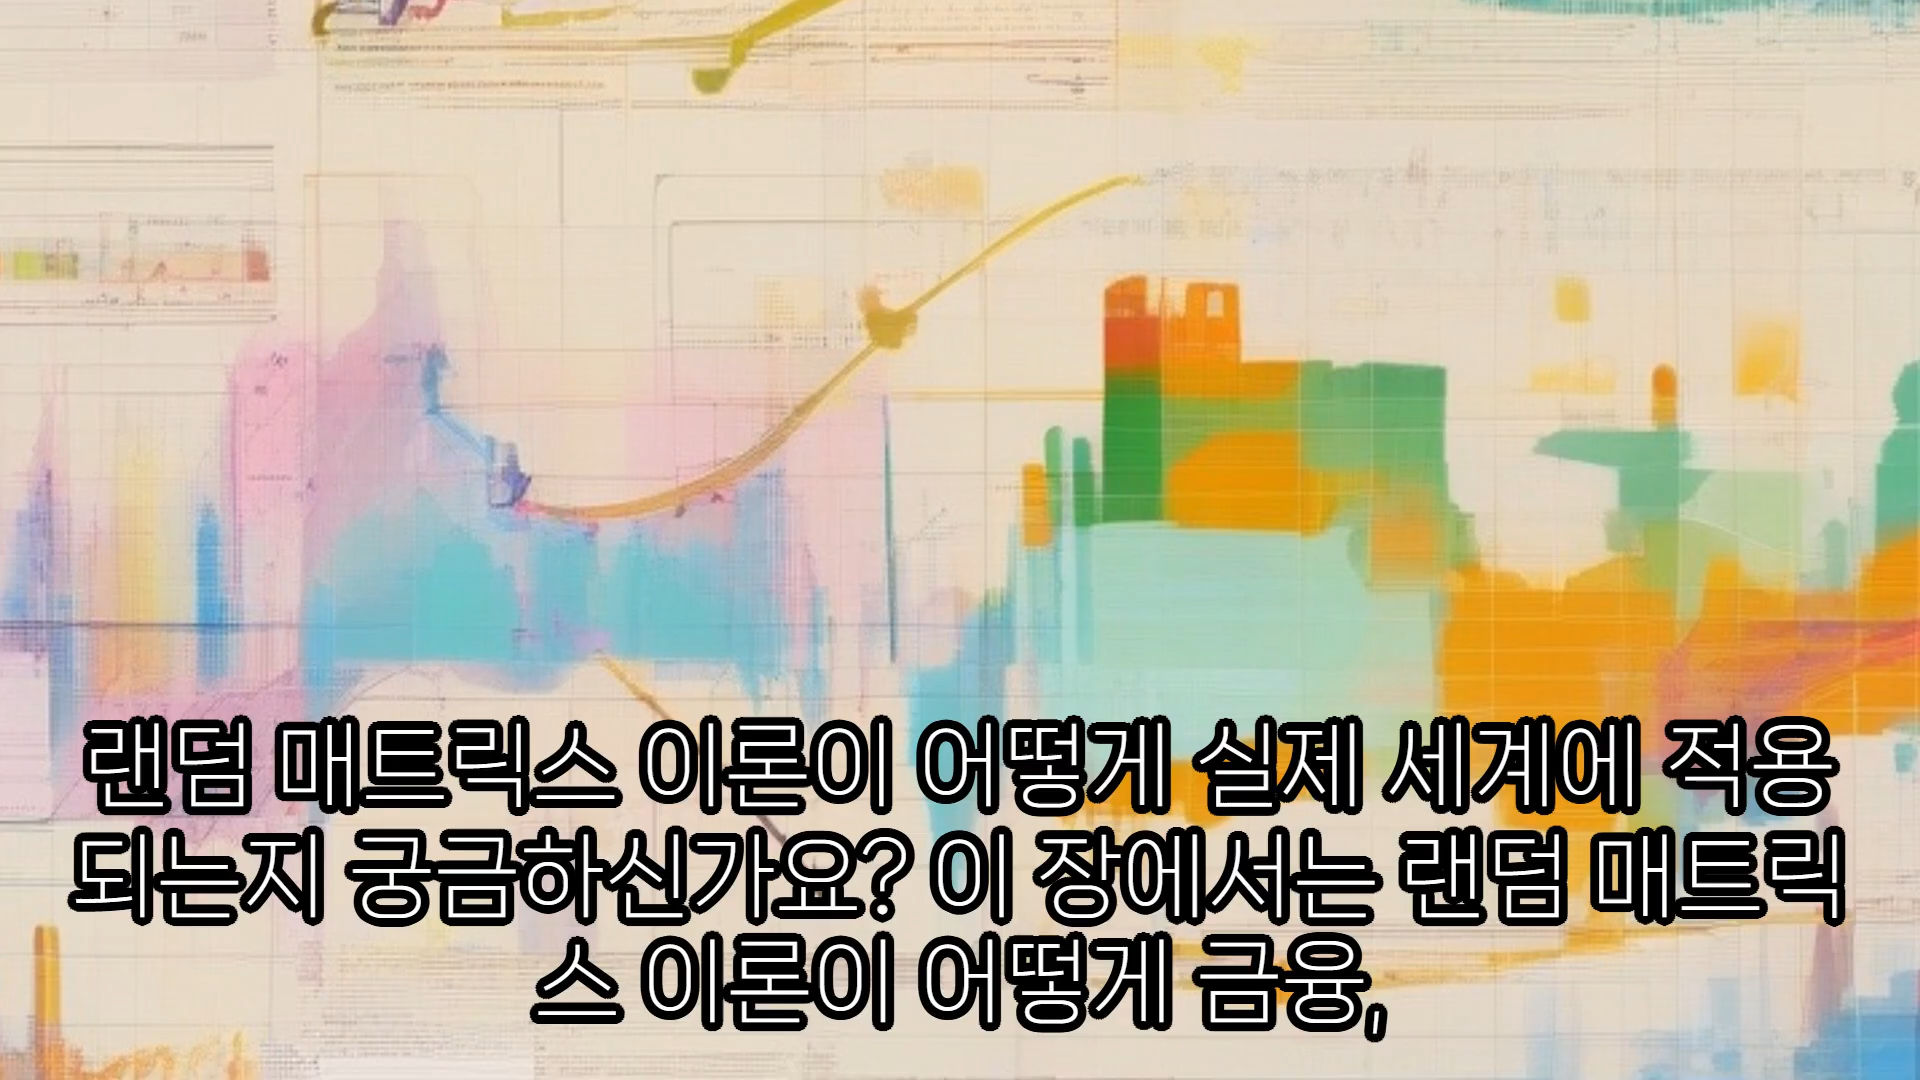 랜덤 매트릭스 이론이 어떻게 실제 세계에 적용
되는지 궁금하신가요? 이 장에서는 랜덤 매트릭
스 이론이 어떻게 금융,